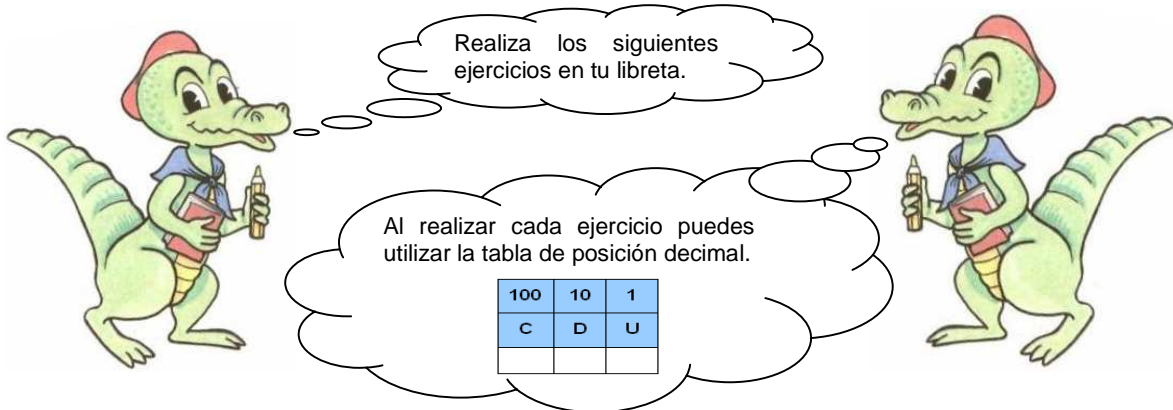 Realiza los siguientes
ejercicios en tu libreta.
Al realizar cada ejercicio puedes
utilizar la tabla de posición decimal.
100 10 1
C D U